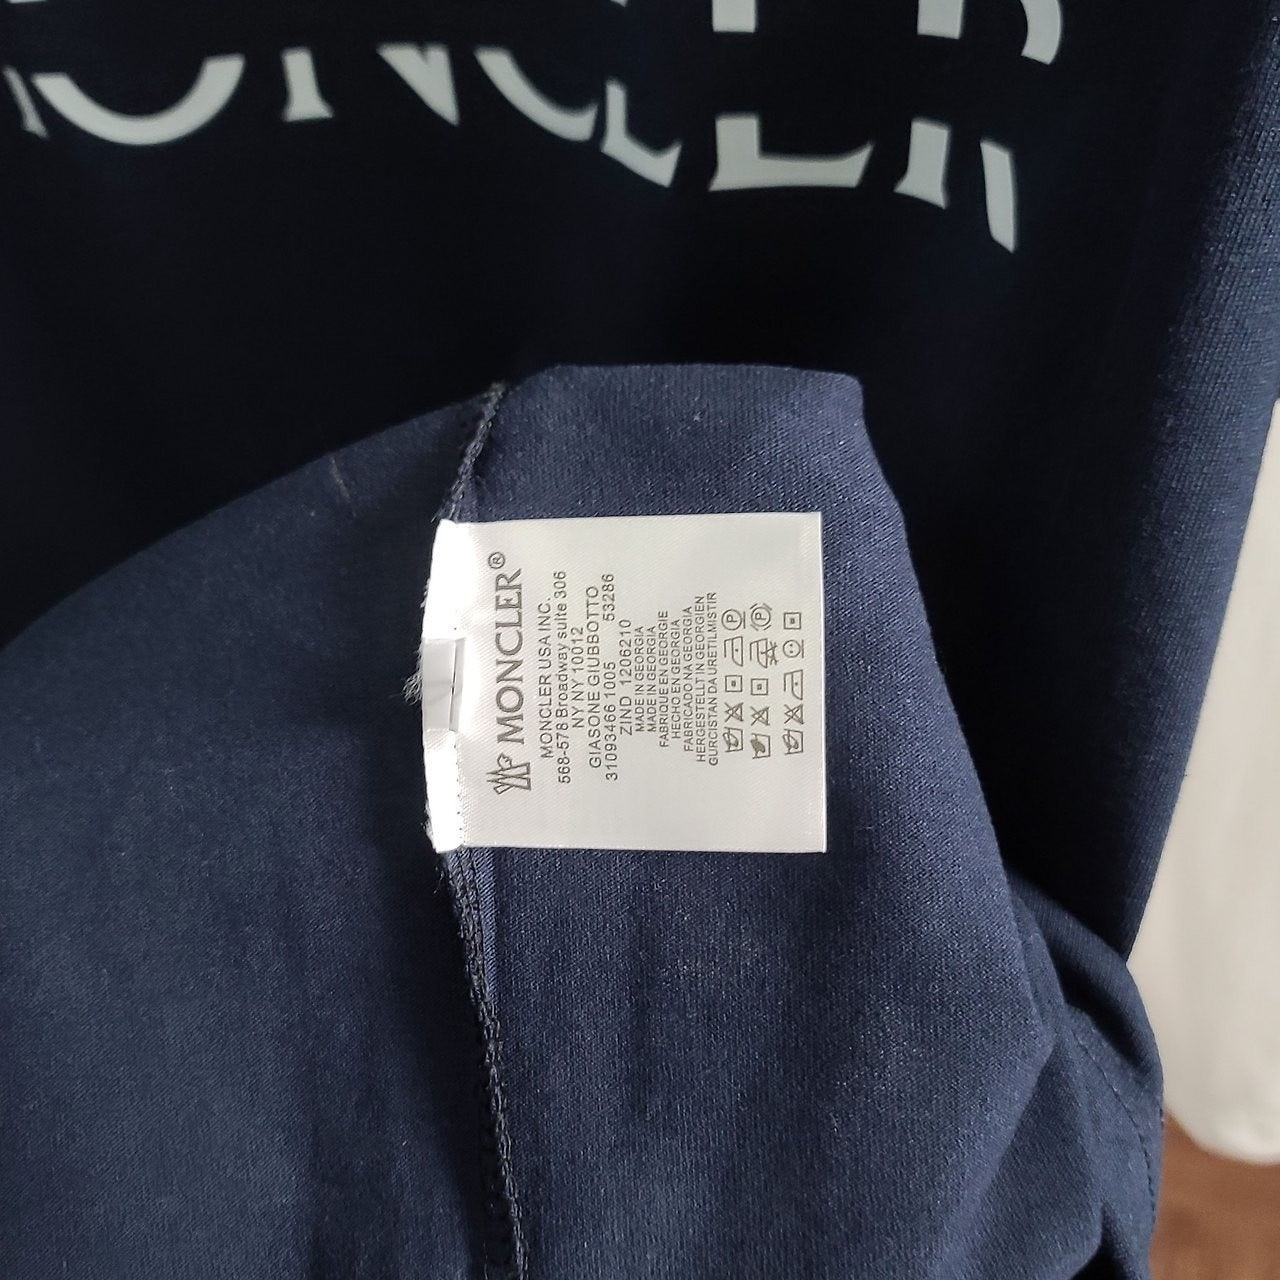 MONCLER
MONCLER®
MONCLER USA INC.
568-578 Broadway suite 306
NY NY 10012
GIASONE GIUBBOTTO
31093466 1005 53286
ZIND 1206210
MADE IN GEORGIA
MADE IN GEORGIA
FABRIQUE EN GEORGIE
HECHO EN GEORGIA
FABRICADO NA GEORGIA
HERGESTELLT IN GEORGIEN
GURCISTAN DA URETILMISTIR